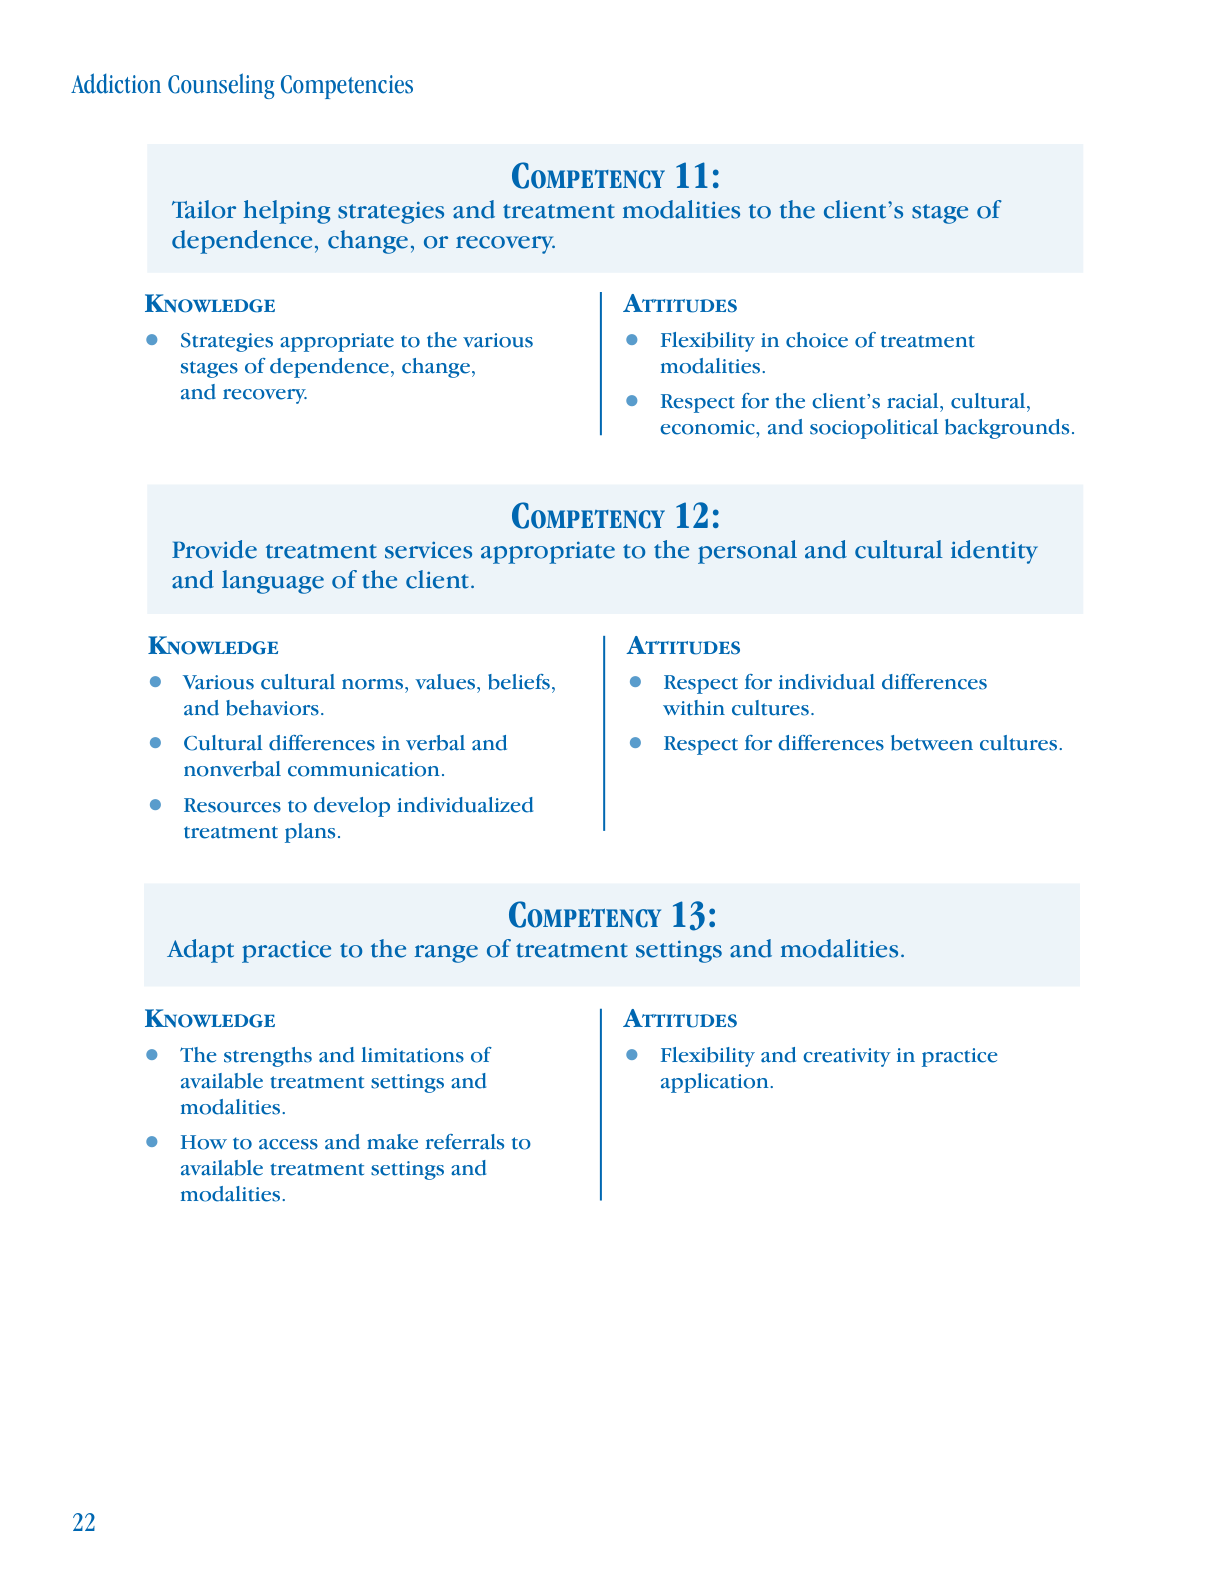 Addiction Counseling Competencies
COMPETENCY 11:
Tailor helping strategies and treatment modalities to the client’s stage of
dependence, change, or recovery.
KNOWLEDGE
● Strategies appropriate to the various
stages of dependence, change,
and recovery.
ATTITUDES
● Flexibility in choice of treatment
modalities.
● Respect for the client’s racial, cultural,
economic, and sociopolitical backgrounds.
COMPETENCY 12:
Provide treatment services appropriate to the personal and cultural identity
and language of the client.
KNOWLEDGE
● Various cultural norms, values, beliefs,
and behaviors.
● Cultural differences in verbal and
nonverbal communication.
● Resources to develop individualized
treatment plans.
ATTITUDES
● Respect for individual differences
within cultures.
● Respect for differences between cultures.
COMPETENCY 13:
Adapt practice to the range of treatment settings and modalities.
KNOWLEDGE
● The strengths and limitations of
available treatment settings and
modalities.
● How to access and make referrals to
available treatment settings and
modalities.
ATTITUDES
● Flexibility and creativity in practice
application.
22